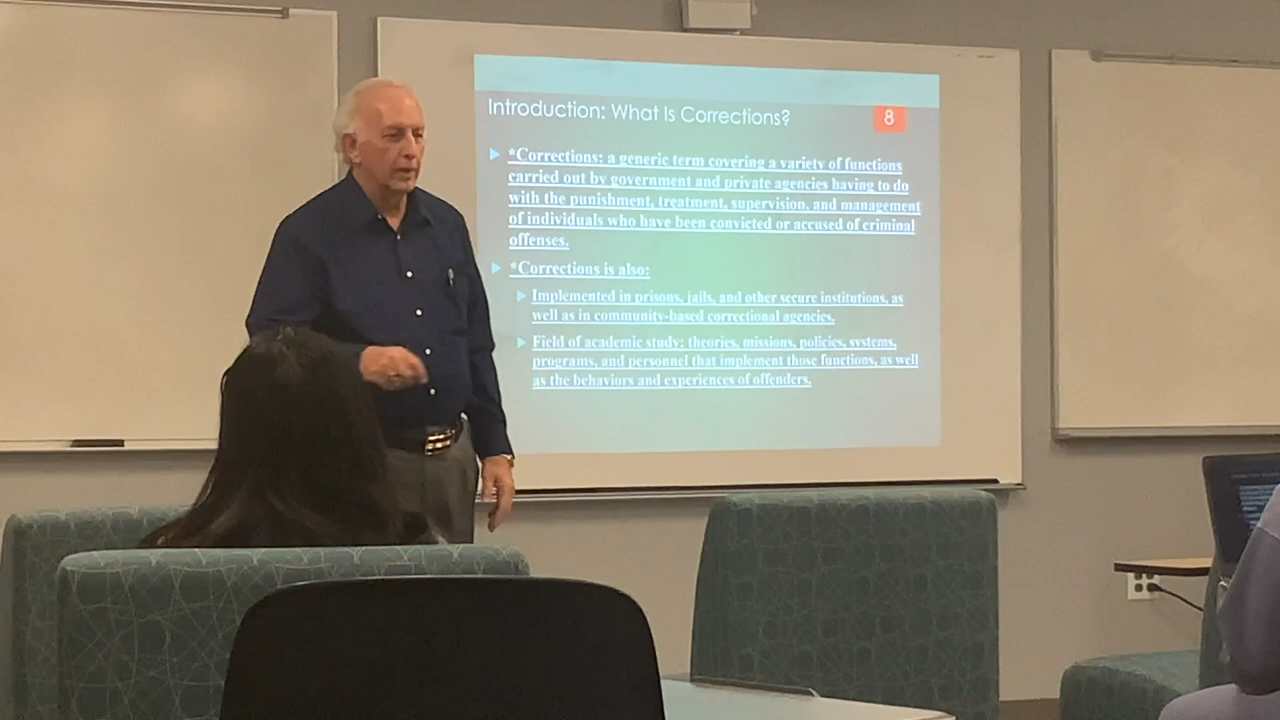 Introduction: What Is Corrections?
8
*Corrections: a generic term covering a variety of functions
carried out by government and private agencies having to do
with the punishment, treatment, supervision, and management
of individuals who have been convicted or accused of criminal
offenses.
*Corrections is also:
Implemented in prisons, jails, and other secure institutions, as
well as in community-based correctional agencies.
Field of academic study: theories, missions, policies, systems,
programs, and personnel that implement those functions, as well
as the behaviors and experiences of offenders.